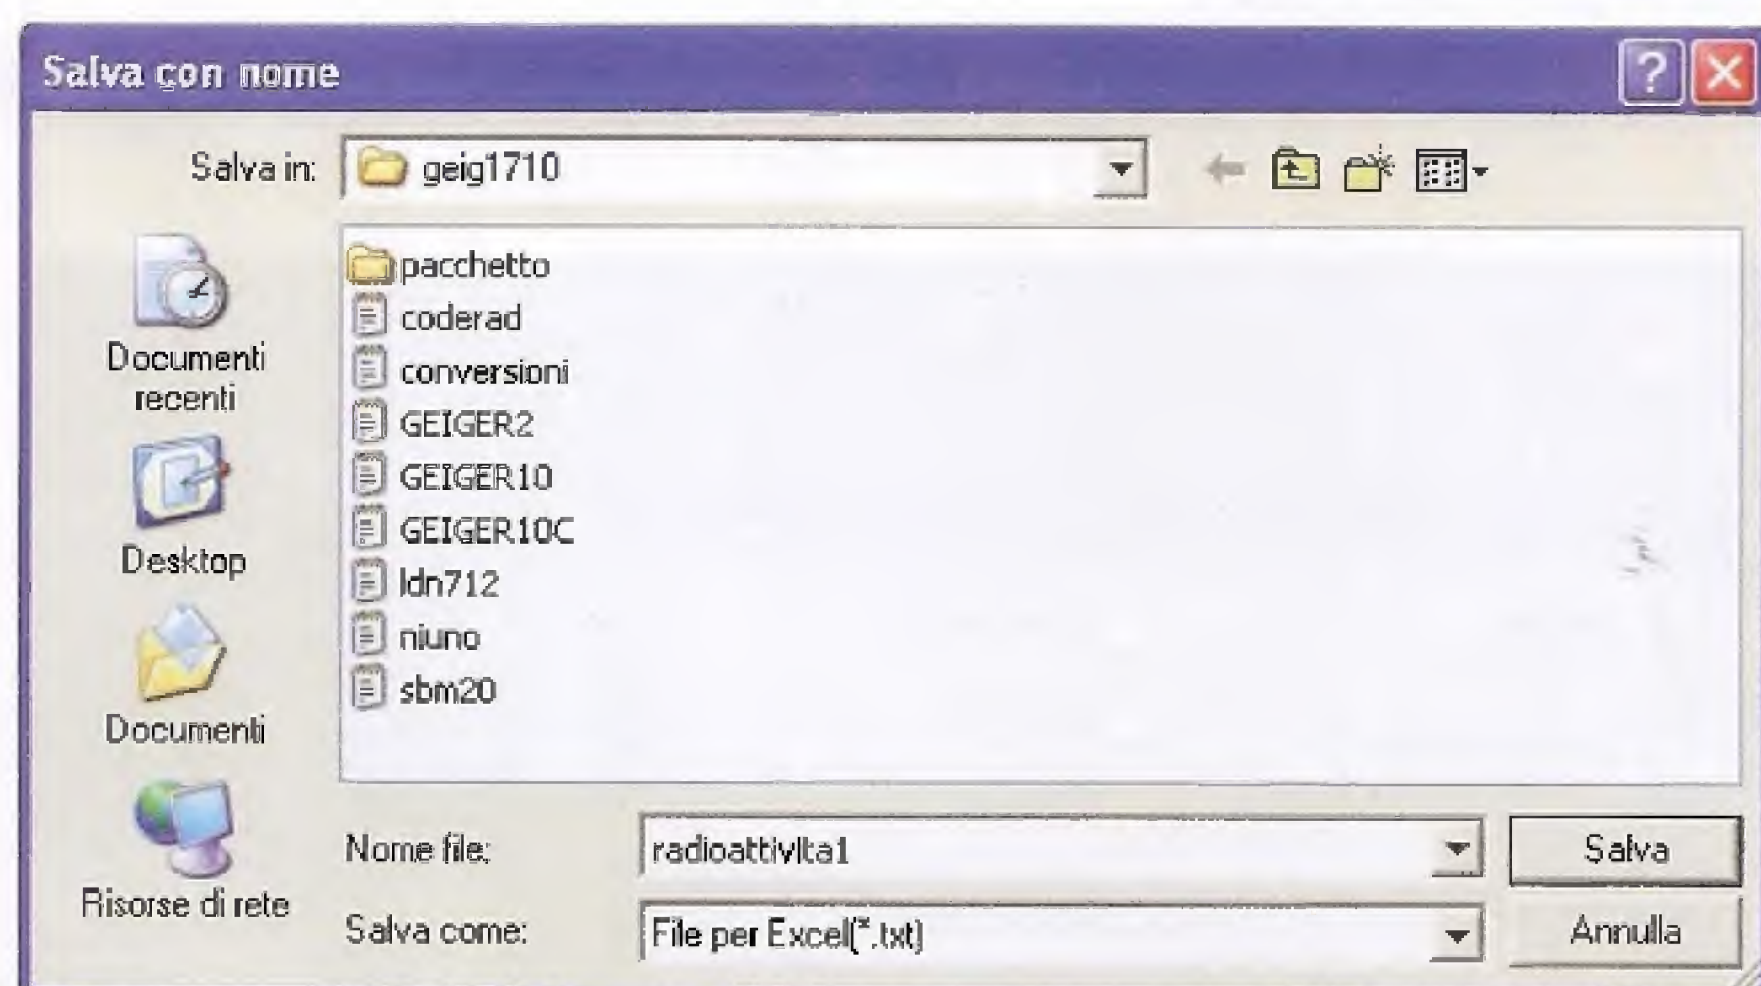 Salva con nome
Salva in: geig1710
pacchetto
coderad
conversioni
GEIGER2
GEIGER10
GEIGER10C
ldn712
niuno
sbm20
Documenti
recenti
Desktop
Documenti
Risorse di rete
Nome file: radioattivita1 Salva
Salva come: File per Excel(*.txt) Annulla